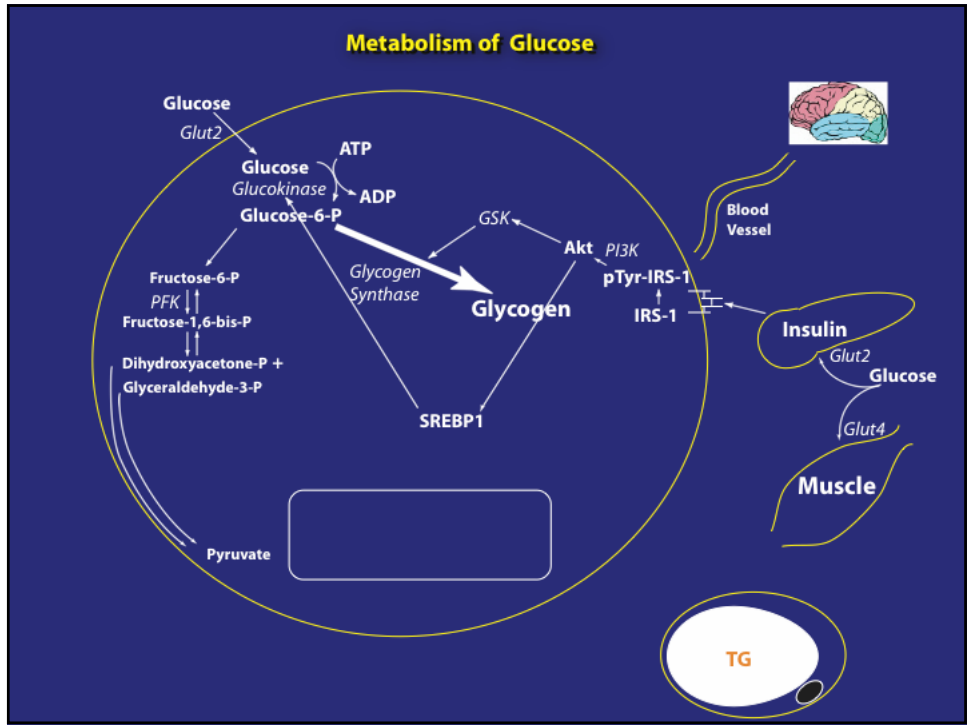 Metabolism of Glucose
Glucose
Glut2
Glucose
Glucokinase
Glucose-6-P
ATP
ADP
GSK
Akt
PI3K
pTyr-IRS-1
IRS-1
Glycogen
Synthase
Glycogen
Fructose-6-P
PFK
Fructose-1,6-bis-P
Dihydroxyacetone-P +
Glyceraldehyde-3-P
SREBP1
Pyruvate
Blood
Vessel
Insulin
Glut2
Glucose
Glut4
Muscle
TG